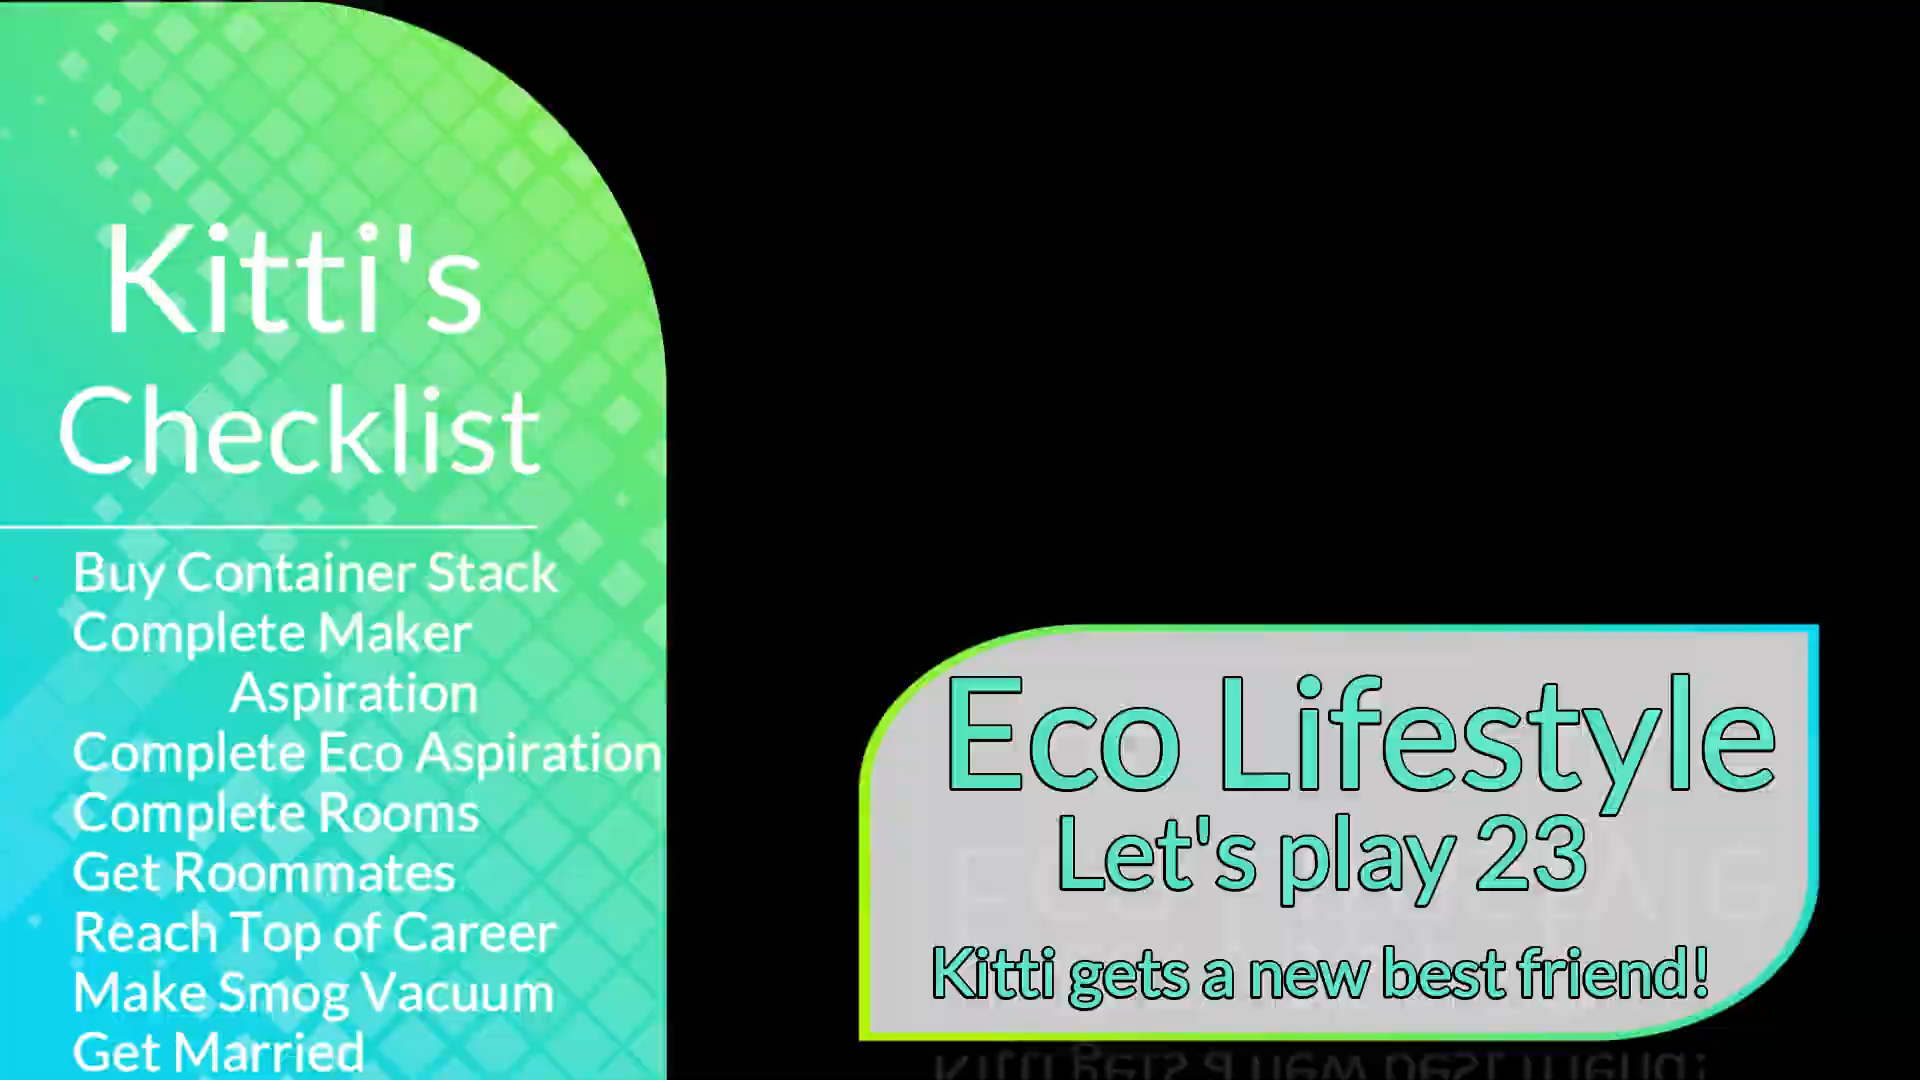 Kitti's
Checklist
Buy Container Stack
Complete Maker
Aspiration
Complete Eco Aspiration
Complete Rooms
Get Roommates
Reach Top of Career
Make Smog Vacuum
Get Married
Eco Lifestyle
Let's play 23
Kitti gets a new best friend!